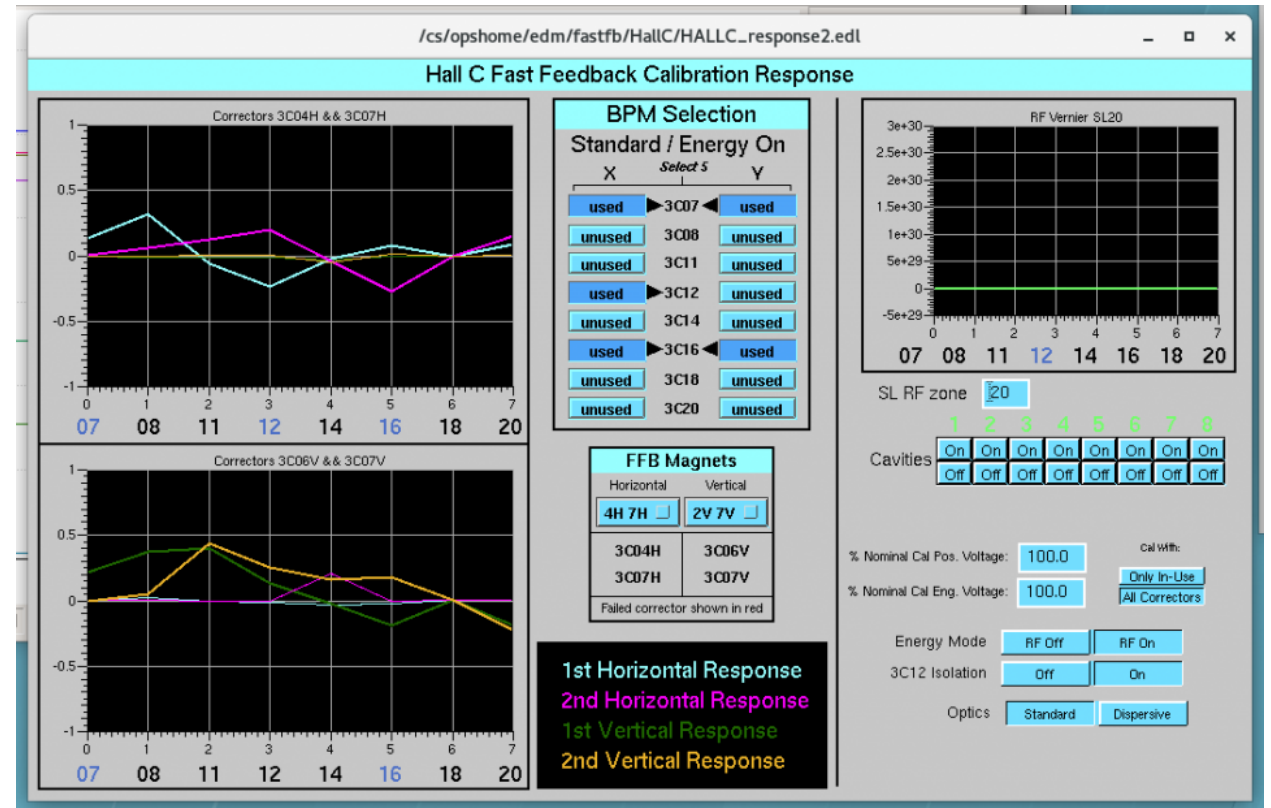 /cs/opshome/edm/fastfb/HallC/HALLC_response2.edl
Hall C Fast Feedback Calibration Response
Correctors 3C04H && 3C07H
1
0.5
0
-0.5
-1
0 1 2 3 4 5 6 7
07 08 11 12 14 16 18 20
Correctors 3C06V && 3C07V
1
0.5
0
-0.5
-1
0 1 2 3 4 5 6 7
07 08 11 12 14 16 18 20
BPM Selection
Standard / Energy On
X Select 5 Y
used 3C07 used
unused 3C08 unused
unused 3C11 unused
used 3C12 unused
unused 3C14 unused
used 3C16 used
unused 3C18 unused
unused 3C20 unused
FFB Magnets
Horizontal Vertical
4H 7H 2V 7V
3C04H 3C06V
3C07H 3C07V
Failed corrector shown in red
1st Horizontal Response
2nd Horizontal Response
1st Vertical Response
2nd Vertical Response
RF Vernier SL20
3e+30
2.5e+30
2e+30
1.5e+30
1e+30
5e+29
0
-5e+29
0 1 2 3 4 5 6 7
07 08 11 12 14 16 18 20
SL RF zone 20
1 2 3 4 5 6 7 8
Cavities
On On On On On On On On
Off Off Off Off Off Off Off Off
% Nominal Cal Pos. Voltage: 100.0
% Nominal Cal Eng. Voltage: 100.0
Cal With:
Only In-Use
All Correctors
Energy Mode RF Off RF On
3C12 Isolation Off On
Optics Standard Dispersive